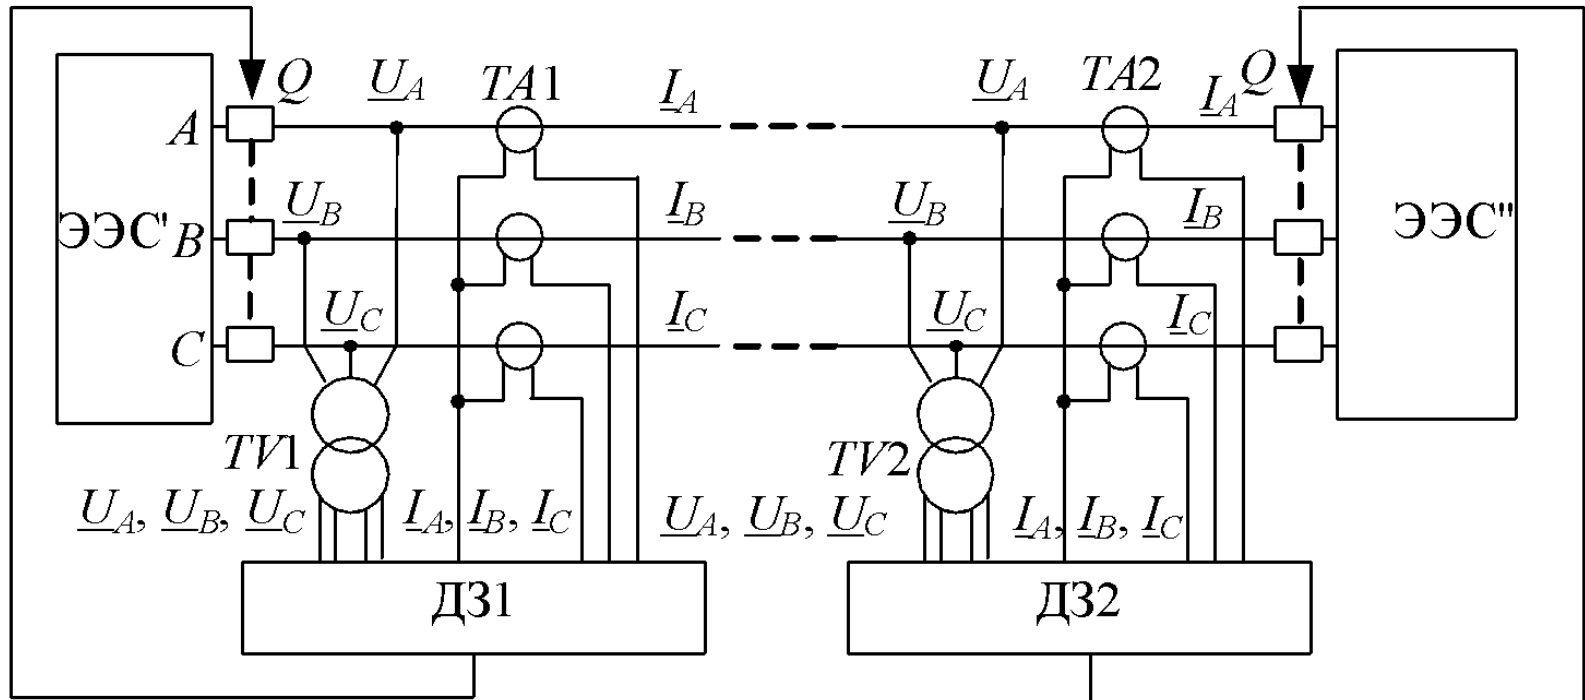 Q U_A TA1 I_A U_A TA2 I_A Q
A
U_B I_B U_B I_B
ЭЭС' B ЭЭС"
U_C I_C U_C I_C
C
TV1 TV2
U_A, U_B, U_C I_A, I_B, I_C U_A, U_B, U_C I_A, I_B, I_C
ДЗ1 ДЗ2